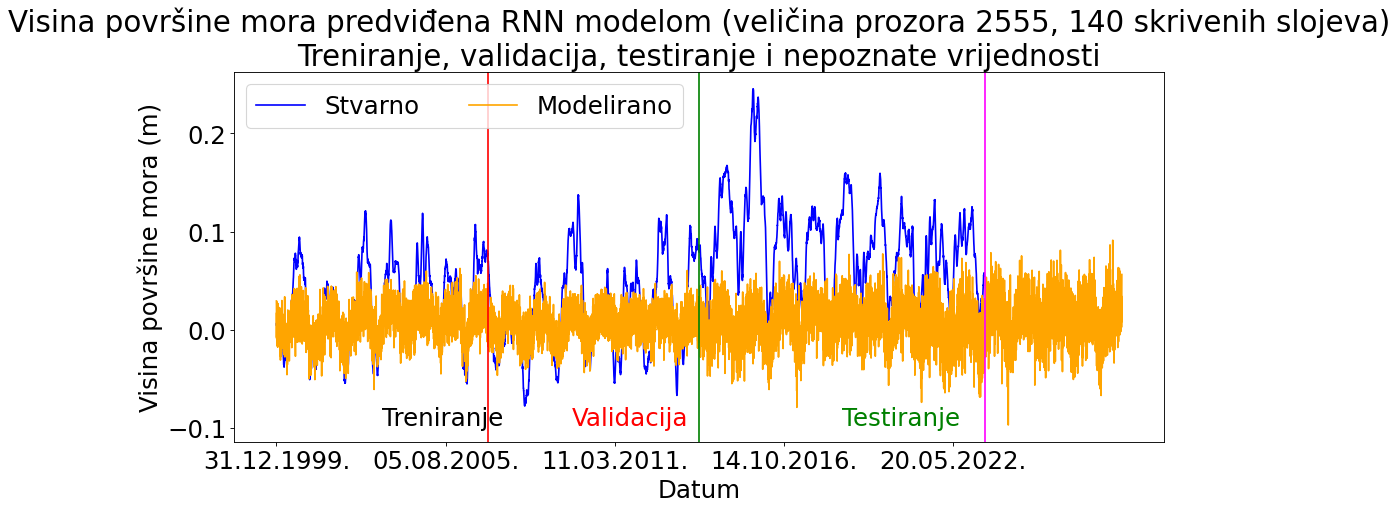 Visina površine mora predviđena RNN modelom (veličina prozora 2555, 140 skrivenih slojeva)
Treniranje, validacija, testiranje i nepoznate vrijednosti
Stvarno Modelirano
Visina površine mora (m)
0.2
0.1
0.0
−0.1
Treniranje Validacija Testiranje
31.12.1999. 05.08.2005. 11.03.2011. 14.10.2016. 20.05.2022.
Datum